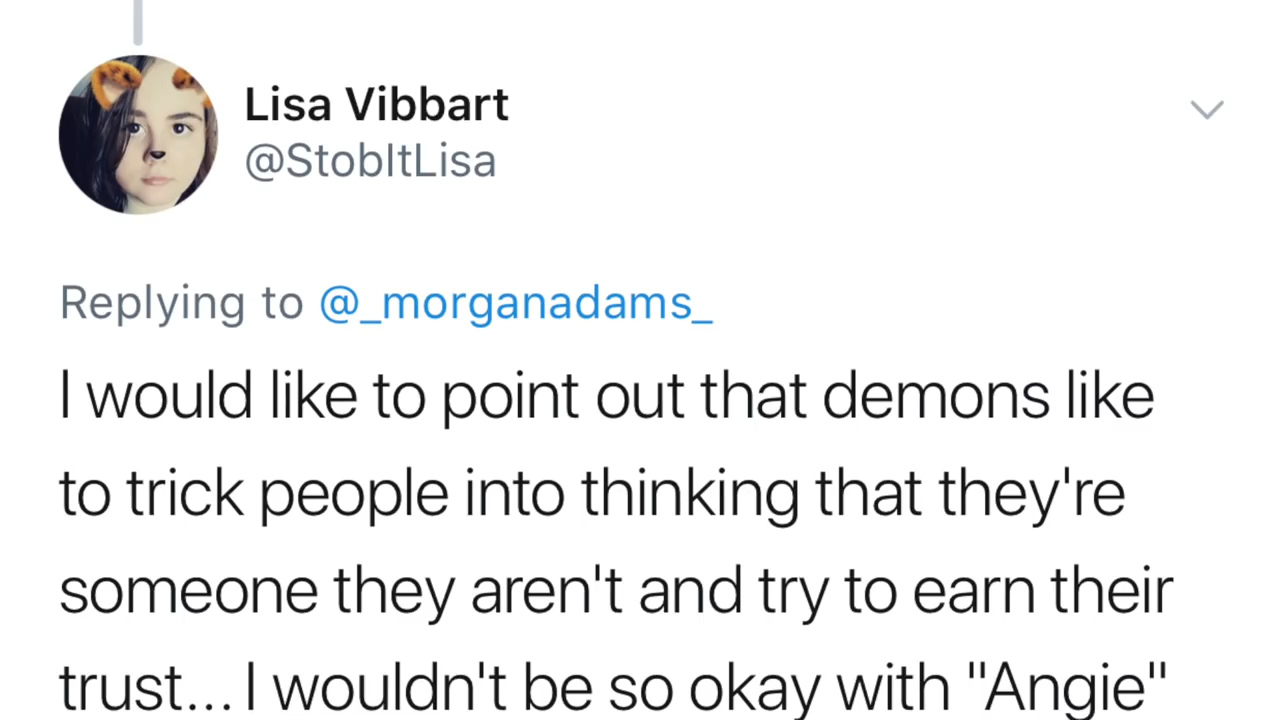 Lisa Vibbart
@StobItLisa
Replying to @_morganadams_
I would like to point out that demons like
to trick people into thinking that they're
someone they aren't and try to earn their
trust... I wouldn't be so okay with "Angie"